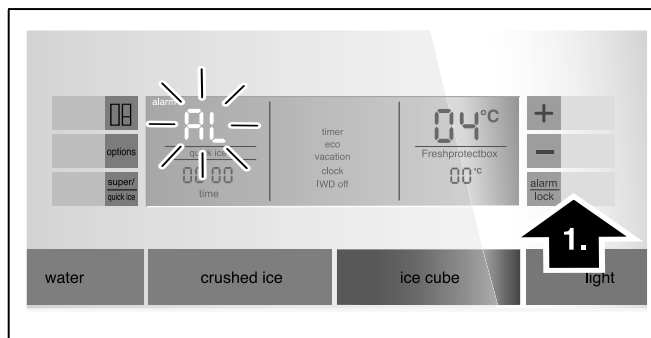 alarm
AL
quick ice
00 00
time
options
super/
quick ice
timer
eco
vacation
clock
IWD off
04°C
Freshprotectbox
00°C
+
−
alarm
lock
1.
water
crushed ice
ice cube
light